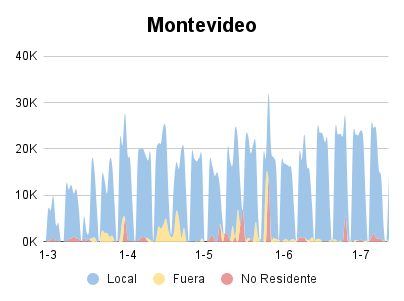 Montevideo
40K
30K
20K
10K
0K
1-3 1-4 1-5 1-6 1-7
Local Fuera No Residente